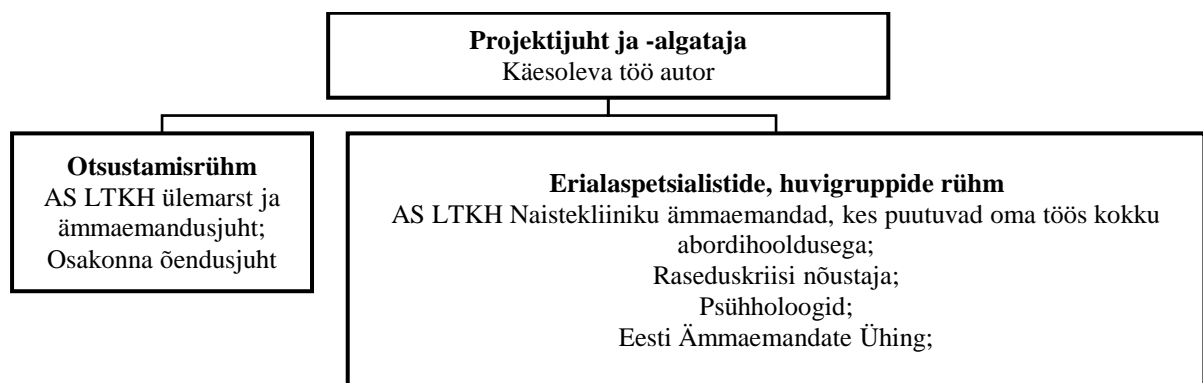 Projektijuht ja -algataja
Käesoleva töö autor
Otsustamisrühm
AS LTKH ülemarst ja
ämmaemandusjuht;
Osakonna õendusjuht
Erialaspetsialistide, huvigruppide rühm
AS LTKH Naistekliiniku ämmaemandad, kes puutuvad oma töös kokku
abordihooldusega;
Raseduskriisi nõustaja;
Psühholoogid;
Eesti Ämmaemandate Ühing;